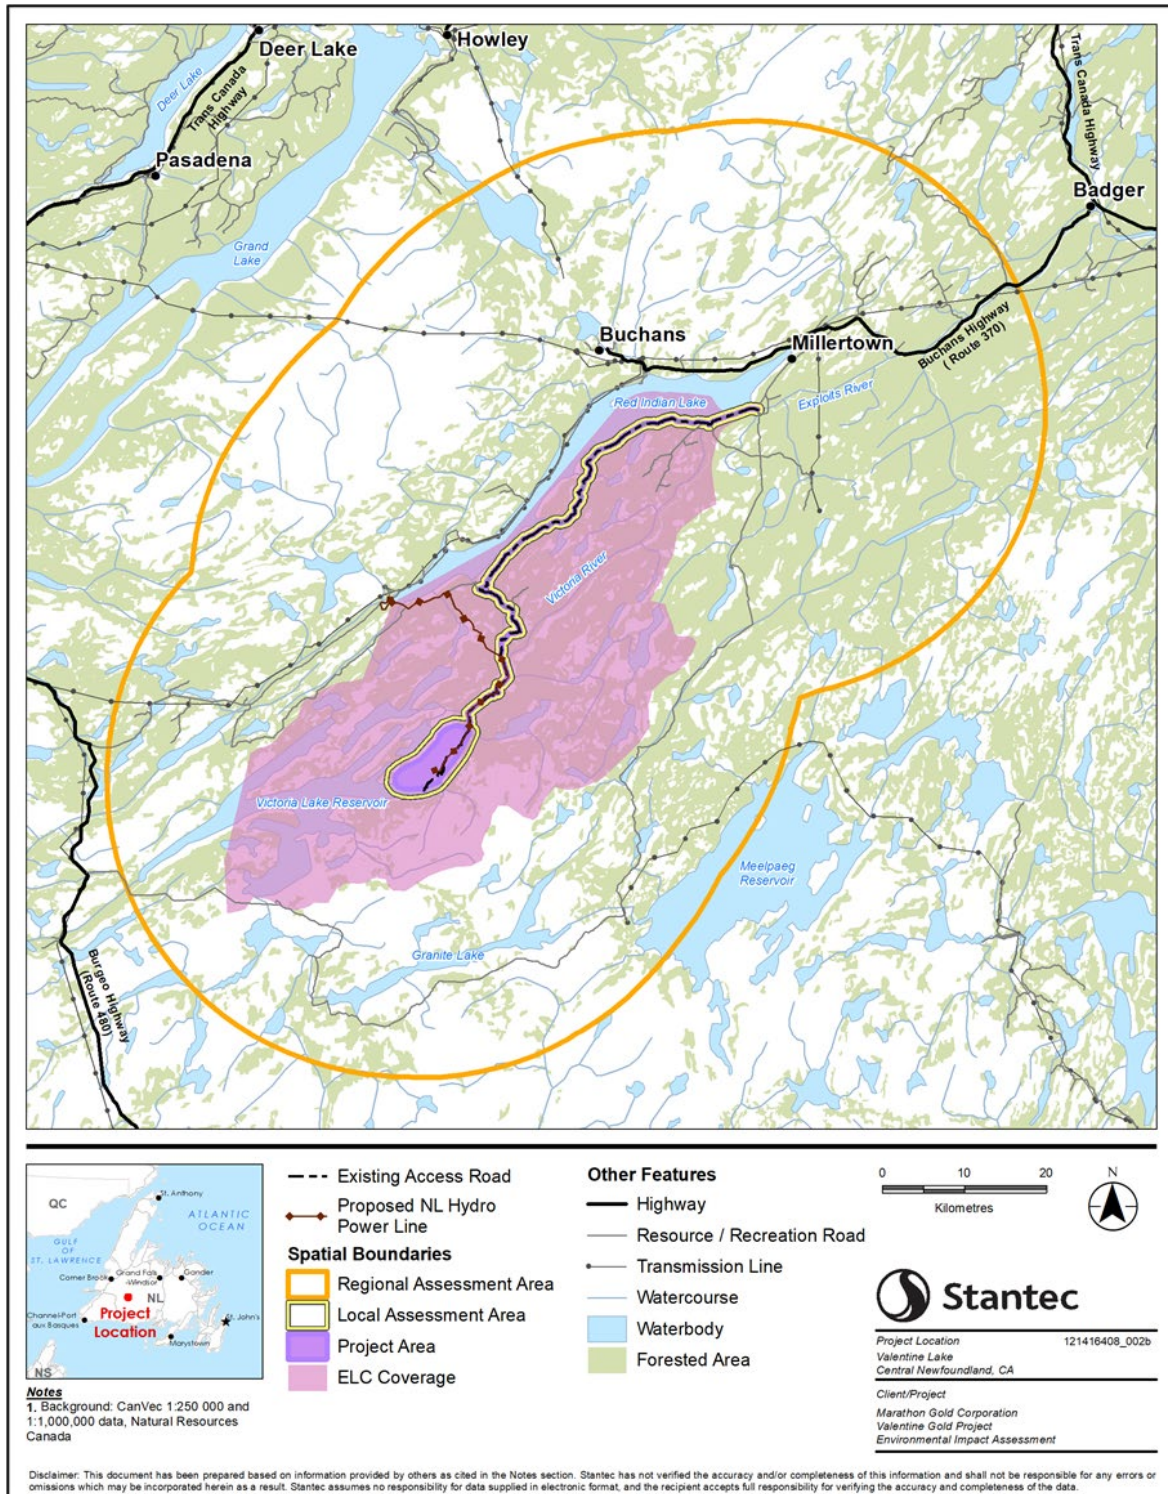 Deer Lake
Howley
Deer Lake
Trans Canada
Highway
Trans Canada Highway
Pasadena
Badger
Grand
Lake
Buchans
Millertown
Buchans Highway
(Route 370)
Red Indian Lake
Exploits River
Victoria River
Victoria Lake Reservoir
Meelpaeg
Reservoir
Granite Lake
Burgeo Highway
(Route 480)
QC
St. Anthony
ATLANTIC
OCEAN
GULF
OF
ST. LAWRENCE
Corner Brook
Grand Falls
-Windsor
Gander
NL
Project
Location
Channel-Port
aux Basques
St. John's
Marystown
NS
Notes
1. Background: CanVec 1:250 000 and
1:1,000,000 data, Natural Resources
Canada
Existing Access Road
Proposed NL Hydro
Power Line
Spatial Boundaries
Regional Assessment Area
Local Assessment Area
Project Area
ELC Coverage
Other Features
Highway
Resource / Recreation Road
Transmission Line
Watercourse
Waterbody
Forested Area
0 10 20
Kilometres
N
Stantec
Project Location 121416408_002b
Valentine Lake
Central Newfoundland, CA
Client/Project
Marathon Gold Corporation
Valentine Gold Project
Environmental Impact Assessment
Disclaimer: This document has been prepared based on information provided by others as cited in the Notes section. Stantec has not verified the accuracy and/or completeness of this information and shall not be responsible for any errors or
omissions which may be incorporated herein as a result. Stantec assumes no responsibility for data supplied in electronic format, and the recipient accepts full responsibility for verifying the accuracy and completeness of the data.